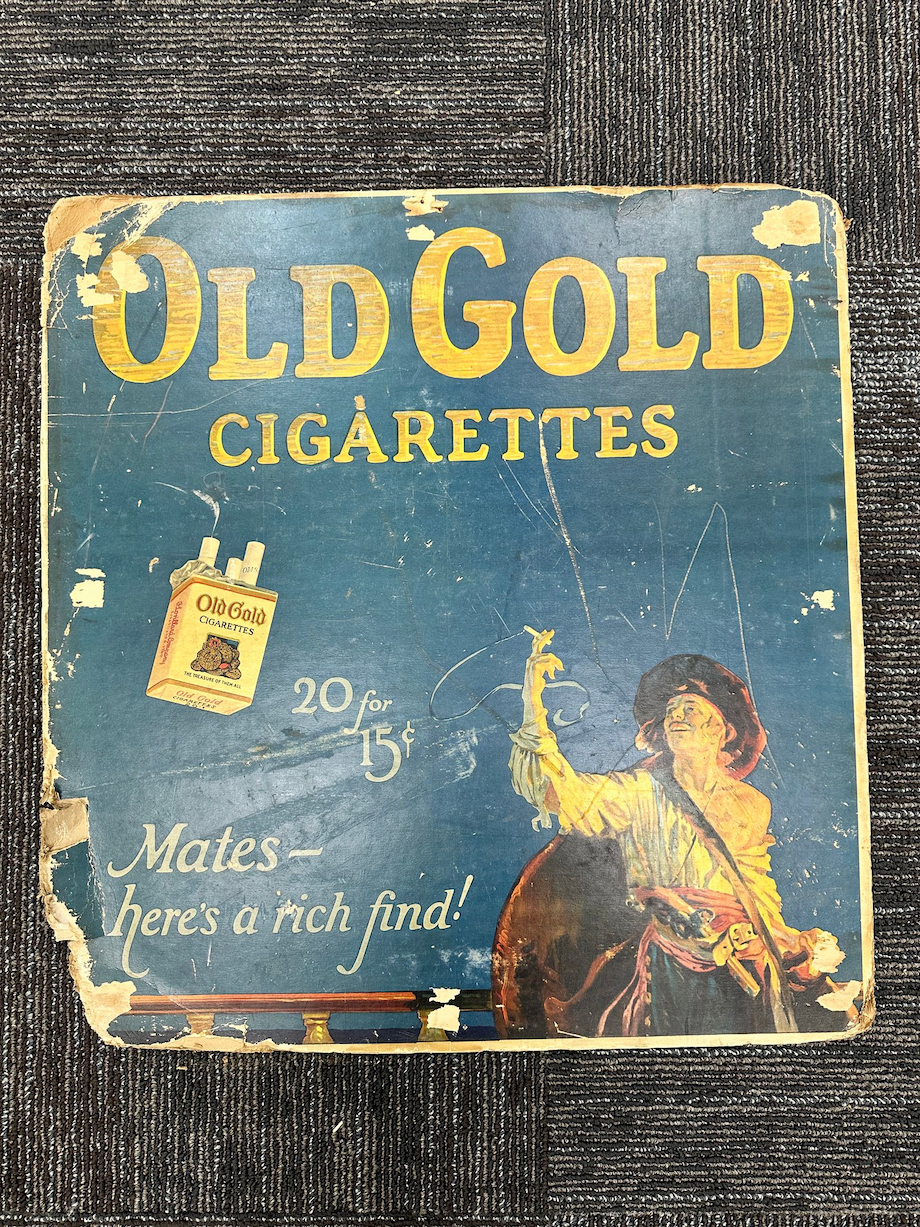 OLD GOLD
CIGARETTES
Old Gold
CIGARETTES
THE TREASURE OF THEM ALL
Old Gold
CIGARETTES
20 for
15¢
Mates –
here's a rich find!